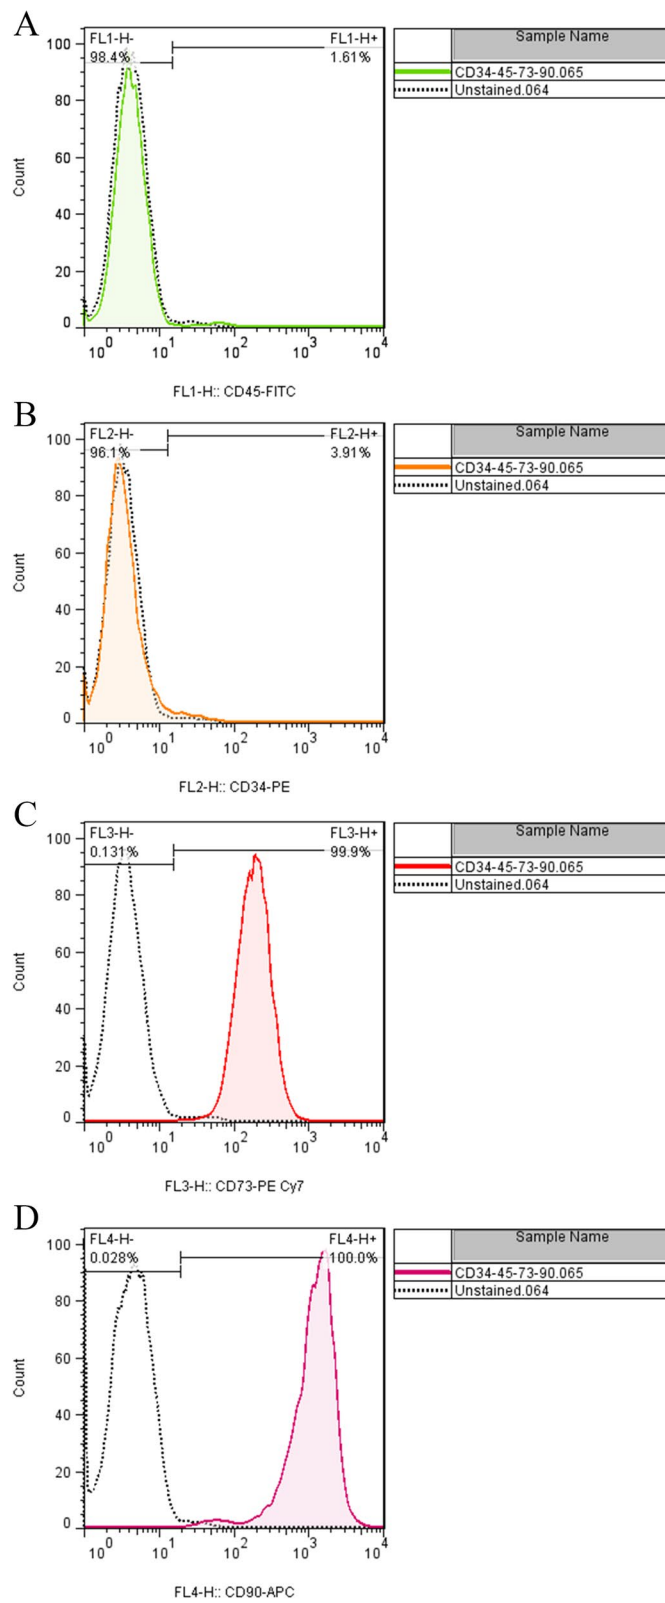 A
FL1-H- FL1-H+
98.4% 1.61%
100
80
60
40
20
0
Count
10^0 10^1 10^2 10^3 10^4
FL1-H:: CD45-FITC
Sample Name
CD34-45-73-90.065
Unstained.064
B
FL2-H- FL2-H+
96.1% 3.91%
100
80
60
40
20
0
Count
10^0 10^1 10^2 10^3 10^4
FL2-H:: CD34-PE
Sample Name
CD34-45-73-90.065
Unstained.064
C
FL3-H- FL3-H+
0.131% 99.9%
100
80
60
40
20
0
Count
10^0 10^1 10^2 10^3 10^4
FL3-H:: CD73-PE Cy7
Sample Name
CD34-45-73-90.065
Unstained.064
D
FL4-H- FL4-H+
0.028% 100.0%
100
80
60
40
20
0
Count
10^0 10^1 10^2 10^3 10^4
FL4-H:: CD90-APC
Sample Name
CD34-45-73-90.065
Unstained.064